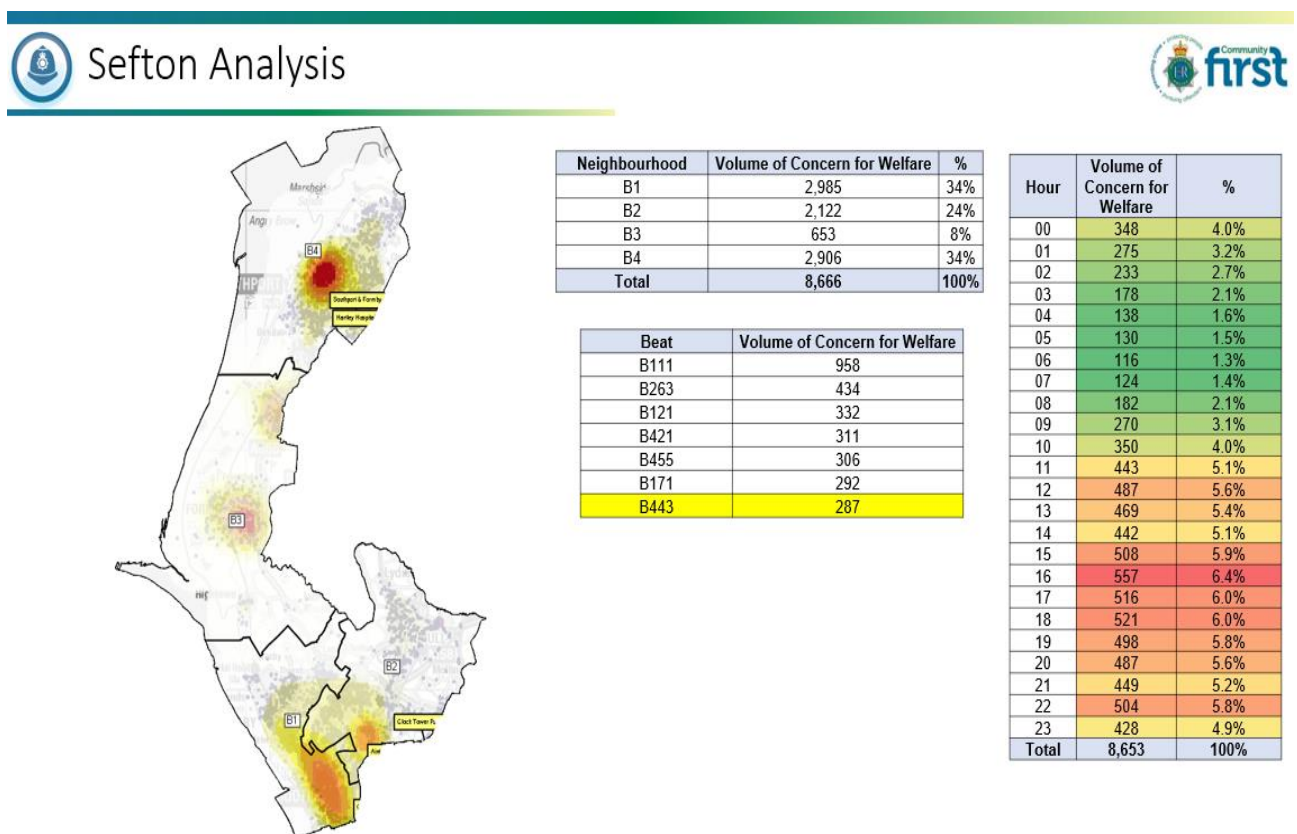 Sefton Analysis
Community
first
Marshside
B4
Southport & Formby
B3
B2
B1
Clock Tower
Neighbourhood Volume of Concern for Welfare %
B1 2,985 34%
B2 2,122 24%
B3 653 8%
B4 2,906 34%
Total 8,666 100%
Beat Volume of Concern for Welfare
B111 958
B263 434
B121 332
B421 311
B455 306
B171 292
B443 287
Hour Volume of Concern for Welfare %
00 348 4.0%
01 275 3.2%
02 233 2.7%
03 178 2.1%
04 138 1.6%
05 130 1.5%
06 116 1.3%
07 124 1.4%
08 182 2.1%
09 270 3.1%
10 350 4.0%
11 443 5.1%
12 487 5.6%
13 469 5.4%
14 442 5.1%
15 508 5.9%
16 557 6.4%
17 516 6.0%
18 521 6.0%
19 498 5.8%
20 487 5.6%
21 449 5.2%
22 504 5.8%
23 428 4.9%
Total 8,653 100%